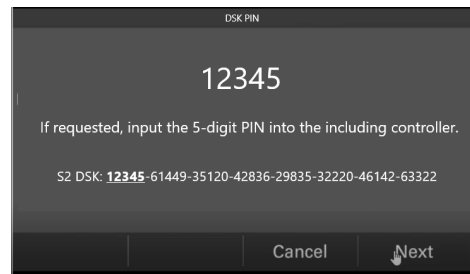 DSK PIN
12345
If requested, input the 5-digit PIN into the including controller.
S2 DSK: 12345-61449-35120-42836-29835-32220-46142-63322
Cancel Next